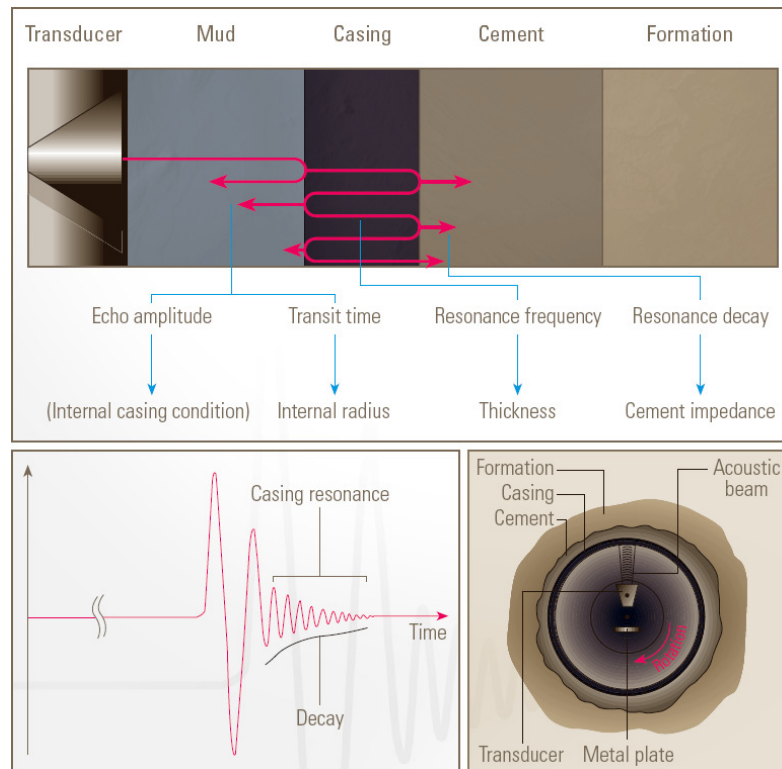 Transducer Mud Casing Cement Formation
Echo amplitude Transit time Resonance frequency Resonance decay
(Internal casing condition) Internal radius Thickness Cement impedance
Casing resonance
Time
Decay
Formation
Casing
Cement
Acoustic
beam
Rotation
Transducer Metal plate